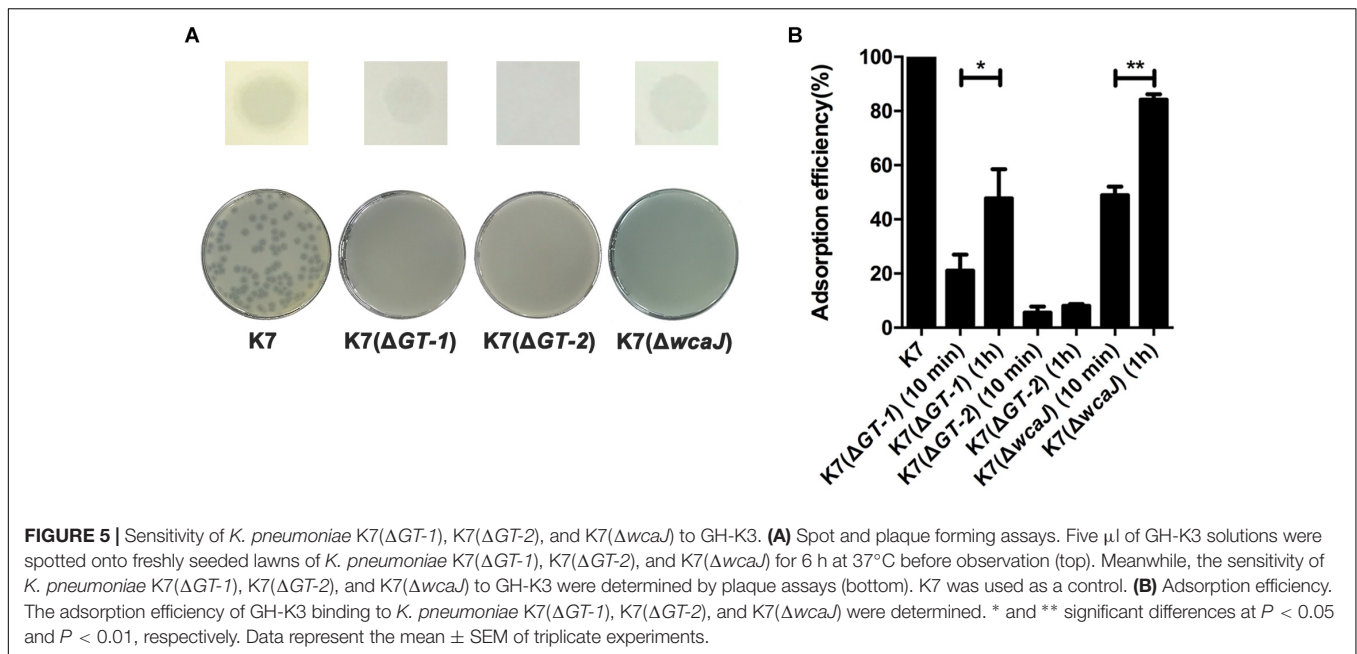 A
K7
K7(ΔGT-1)
K7(ΔGT-2)
K7(ΔwcaJ)
B
Adsorption efficiency(%)
100
80
60
40
20
0
*
**
K7
K7(ΔGT-1) (10 min)
K7(ΔGT-1) (1h)
K7(ΔGT-2) (10 min)
K7(ΔGT-2) (1h)
K7(ΔwcaJ) (10 min)
K7(ΔwcaJ) (1h)
FIGURE 5 | Sensitivity of K. pneumoniae K7(ΔGT-1), K7(ΔGT-2), and K7(ΔwcaJ) to GH-K3. (A) Spot and plaque forming assays. Five μl of GH-K3 solutions were
spotted onto freshly seeded lawns of K. pneumoniae K7(ΔGT-1), K7(ΔGT-2), and K7(ΔwcaJ) for 6 h at 37°C before observation (top). Meanwhile, the sensitivity of
K. pneumoniae K7(ΔGT-1), K7(ΔGT-2), and K7(ΔwcaJ) to GH-K3 were determined by plaque assays (bottom). K7 was used as a control. (B) Adsorption efficiency.
The adsorption efficiency of GH-K3 binding to K. pneumoniae K7(ΔGT-1), K7(ΔGT-2), and K7(ΔwcaJ) were determined. * and ** significant differences at P < 0.05
and P < 0.01, respectively. Data represent the mean ± SEM of triplicate experiments.